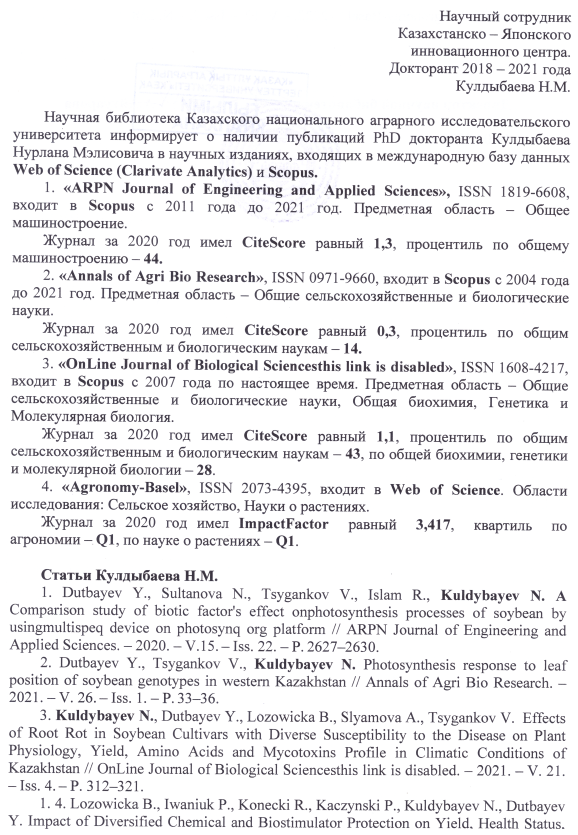 Научный сотрудник
Казахстанско – Японского
инновационного центра.
Докторант 2018 – 2021 года
Кулдыбаева Н.М.
Научная библиотека Казахского национального аграрного исследовательского
университета информирует о наличии публикаций PhD докторанта Кулдыбаева
Нурлана Мэлисовича в научных изданиях, входящих в международную базу данных
Web of Science (Clarivate Analytics) и Scopus.
1. «ARPN Journal of Engineering and Applied Sciences», ISSN 1819-6608,
входит в Scopus с 2011 года до 2021 год. Предметная область – Общее
машиностроение.
Журнал за 2020 год имел CiteScore равный 1,3, процентиль по общему
машиностроению – 44.
2. «Annals of Agri Bio Research», ISSN 0971-9660, входит в Scopus с 2004 года
до 2021 год. Предметная область – Общие сельскохозяйственные и биологические
науки.
Журнал за 2020 год имел CiteScore равный 0,3, процентиль по общим
сельскохозяйственным и биологическим наукам – 14.
3. «OnLine Journal of Biological Sciencesthis link is disabled», ISSN 1608-4217,
входит в Scopus с 2007 года по настоящее время. Предметная область – Общие
сельскохозяйственные и биологические науки, Общая биохимия, Генетика и
Молекулярная биология.
Журнал за 2020 год имел CiteScore равный 1,1, процентиль по общим
сельскохозяйственным и биологическим наукам – 43, по общей биохимии, генетики
и молекулярной биологии – 28.
4. «Agronomy-Basel», ISSN 2073-4395, входит в Web of Science. Области
исследования: Сельское хозяйство, Науки о растениях.
Журнал за 2020 год имел ImpactFactor равный 3,417, квартиль по
агрономии – Q1, по науке о растениях – Q1.
Статьи Кулдыбаева Н.М.
1. Dutbayev Y., Sultanova N., Tsygankov V., Islam R., Kuldybayev N. A
Comparison study of biotic factor's effect onphotosynthesis processes of soybean by
usingmultispeq device on photosynq org platform // ARPN Journal of Engineering and
Applied Sciences. – 2020. – V.15. – Iss. 22. – P. 2627–2630.
2. Dutbayev Y., Tsygankov V., Kuldybayev N. Photosynthesis response to leaf
position of soybean genotypes in western Kazakhstan // Annals of Agri Bio Research. –
2021. – V. 26. – Iss. 1. – P. 33–36.
3. Kuldybayev N., Dutbayev Y., Lozowicka B., Slyamova A., Tsygankov V. Effects
of Root Rot in Soybean Cultivars with Diverse Susceptibility to the Disease on Plant
Physiology, Yield, Amino Acids and Mycotoxins Profile in Climatic Conditions of
Kazakhstan // OnLine Journal of Biological Sciencesthis link is disabled. – 2021. – V. 21.
– Iss. 4. – P. 312–321.
1. 4. Lozowicka B., Iwaniuk P., Konecki R., Kaczynski P., Kuldybayev N., Dutbayev
Y. Impact of Diversified Chemical and Biostimulator Protection on Yield, Health Status,